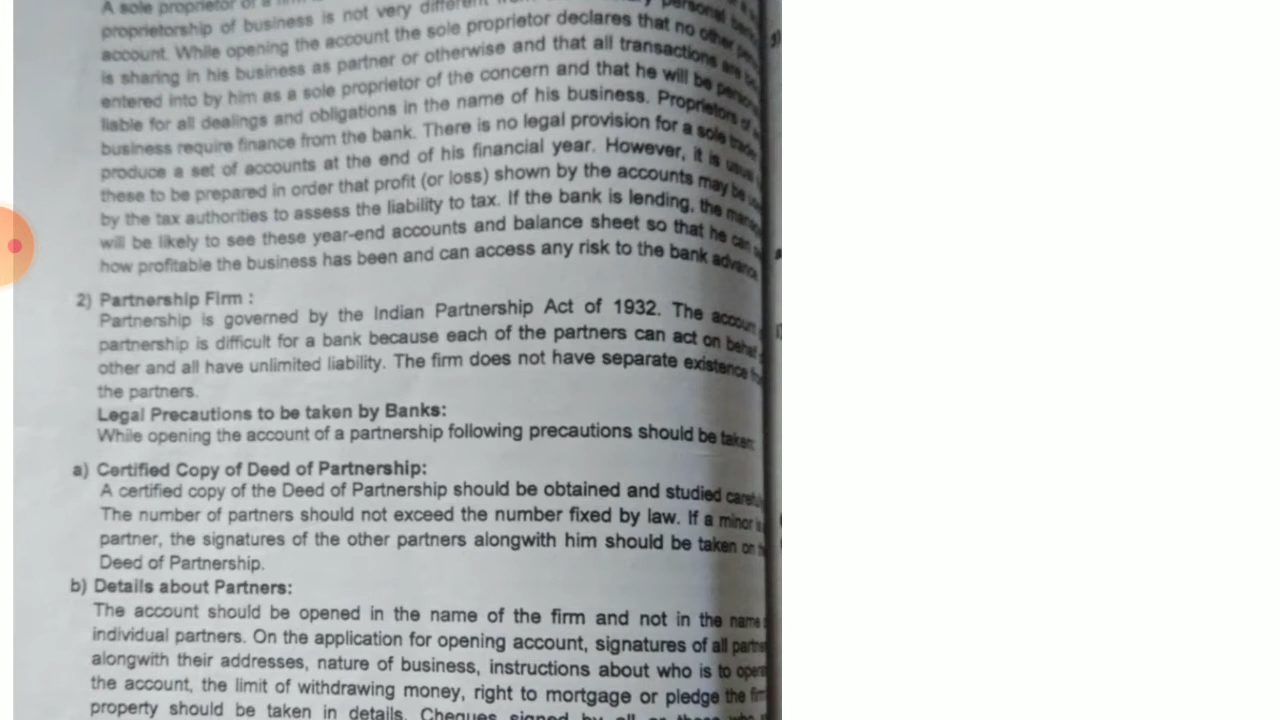 A sole proprietor of a
proprietorship of business is not very different personal
account. While opening the account the sole proprietor declares that no other
is sharing in his business as partner or otherwise and that all transactions are
entered into by him as a sole proprietor of the concern and that he will be
liable for all dealings and obligations in the name of his business. Proprietors of
business require finance from the bank. There is no legal provision for a sole trader
produce a set of accounts at the end of his financial year. However, it is
these to be prepared in order that profit (or loss) shown by the accounts may be
by the tax authorities to assess the liability to tax. If the bank is lending, the
will be likely to see these year-end accounts and balance sheet so that he can
how profitable the business has been and can access any risk to the bank advance.
2) Partnership Firm :
Partnership is governed by the Indian Partnership Act of 1932. The account
partnership is difficult for a bank because each of the partners can act on behalf
other and all have unlimited liability. The firm does not have separate existence
the partners.
Legal Precautions to be taken by Banks:
While opening the account of a partnership following precautions should be taken:
a) Certified Copy of Deed of Partnership:
A certified copy of the Deed of Partnership should be obtained and studied
The number of partners should not exceed the number fixed by law. If a minor is
partner, the signatures of the other partners alongwith him should be taken on
Deed of Partnership.
b) Details about Partners:
The account should be opened in the name of the firm and not in the name
individual partners. On the application for opening account, signatures of all
alongwith their addresses, nature of business, instructions about who is to
the account, the limit of withdrawing money, right to mortgage or pledge the
property should be taken in details. Cheques signed by all or those who